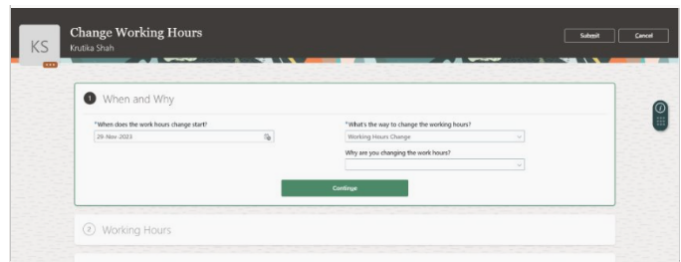 KS
Change Working Hours
Krutika Shah
Submit
Cancel
1 When and Why
*When does the work hours change start?
29-Nov-2023
*What's the way to change the working hours?
Working Hours Change
Why are you changing the work hours?
Continue
2 Working Hours